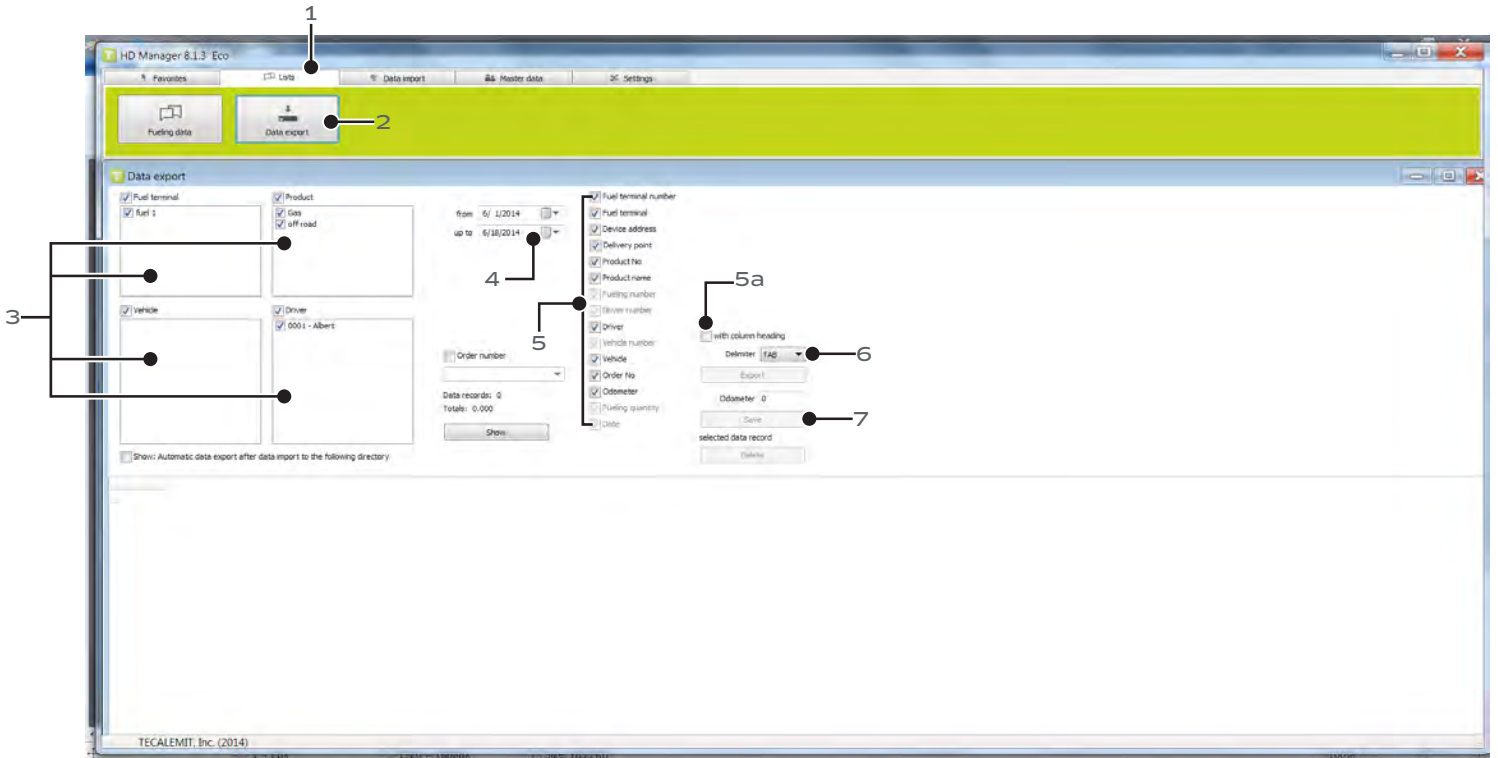 1
HD Manager 8.1.3 Eco
Favorites
Lists
Data import
Master data
Settings
2
Fueling data
Data export
Data export
Fuel terminal
fuel 1
Product
Gas
off road
from 6/ 1/2014
up to 6/18/2014
4
Fuel terminal number
Fuel terminal
Device address
Delivery point
Product No
Product name
Fueling number
Driver number
Driver
Vehicle number
Vehicle
Order No
Odometer
Fueling quantity
Date
5
5a
3
Vehicle
Driver
0001 - Albert
Order number
Data records: 0
Totals: 0.000
Show
with column heading
Delimiter TAB
6
Export
Odometer 0
Save
7
selected data record
Delete
Show: Automatic data export after data import to the following directory
TECALEMIT, Inc. (2014)